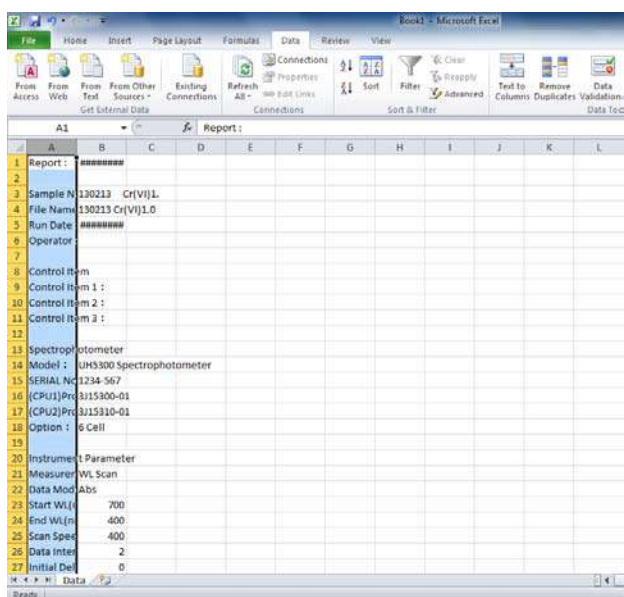 Book1 - Microsoft Excel
File Home Insert Page Layout Formulas Data Review View
From Access From Web From Text From Other Sources Existing Connections Refresh All Connections Properties Edit Links Sort Filter Clear Reapply Advanced Text to Columns Remove Duplicates Data Validation
Get External Data Connections Sort & Filter Data Too
A1 fx Report :
A B C D E F G H I J K L
1 Report : ########
2
3 Sample N 130213 Cr(VI)1.
4 File Name 130213 Cr(VI)1.0
5 Run Date ########
6 Operator :
7
8 Control Item
9 Control Item 1 :
10 Control Item 2 :
11 Control Item 3 :
12
13 Spectrophotometer
14 Model : UH5300 Spectrophotometer
15 SERIAL No 1234-567
16 (CPU1)Pro 3J15300-01
17 (CPU2)Pro 3J15310-01
18 Option : 6 Cell
19
20 Instrument Parameter
21 Measurer WL Scan
22 Data Mod Abs
23 Start WL( 700
24 End WL(n 400
25 Scan Spee 400
26 Data Inter 2
27 Initial Del 0
Data
Ready